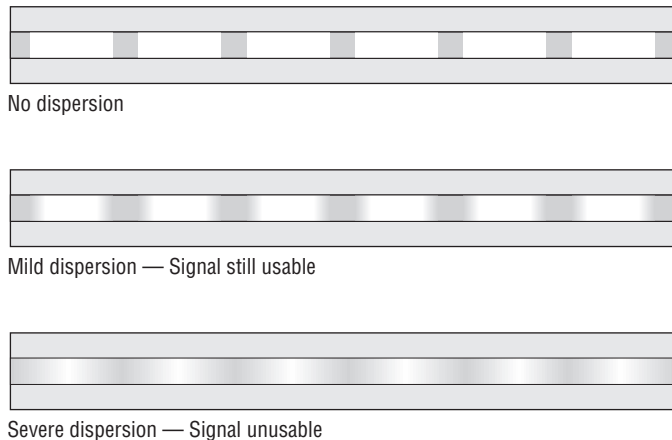 No dispersion
Mild dispersion — Signal still usable
Severe dispersion — Signal unusable